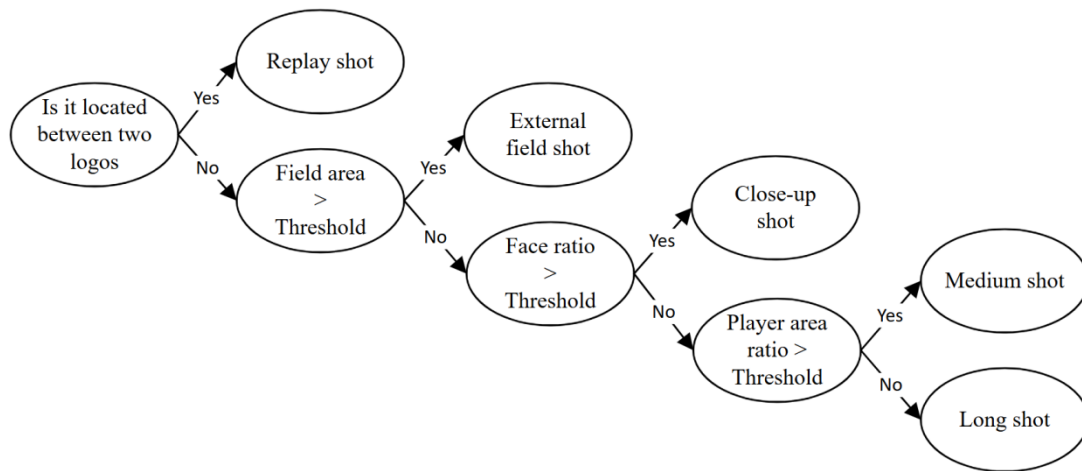 Is it located
between two
logos
Yes
No
Replay shot
Field area
>
Threshold
Yes
No
External
field shot
Face ratio
>
Threshold
Yes
No
Close-up
shot
Player area
ratio >
Threshold
Yes
No
Medium shot
Long shot